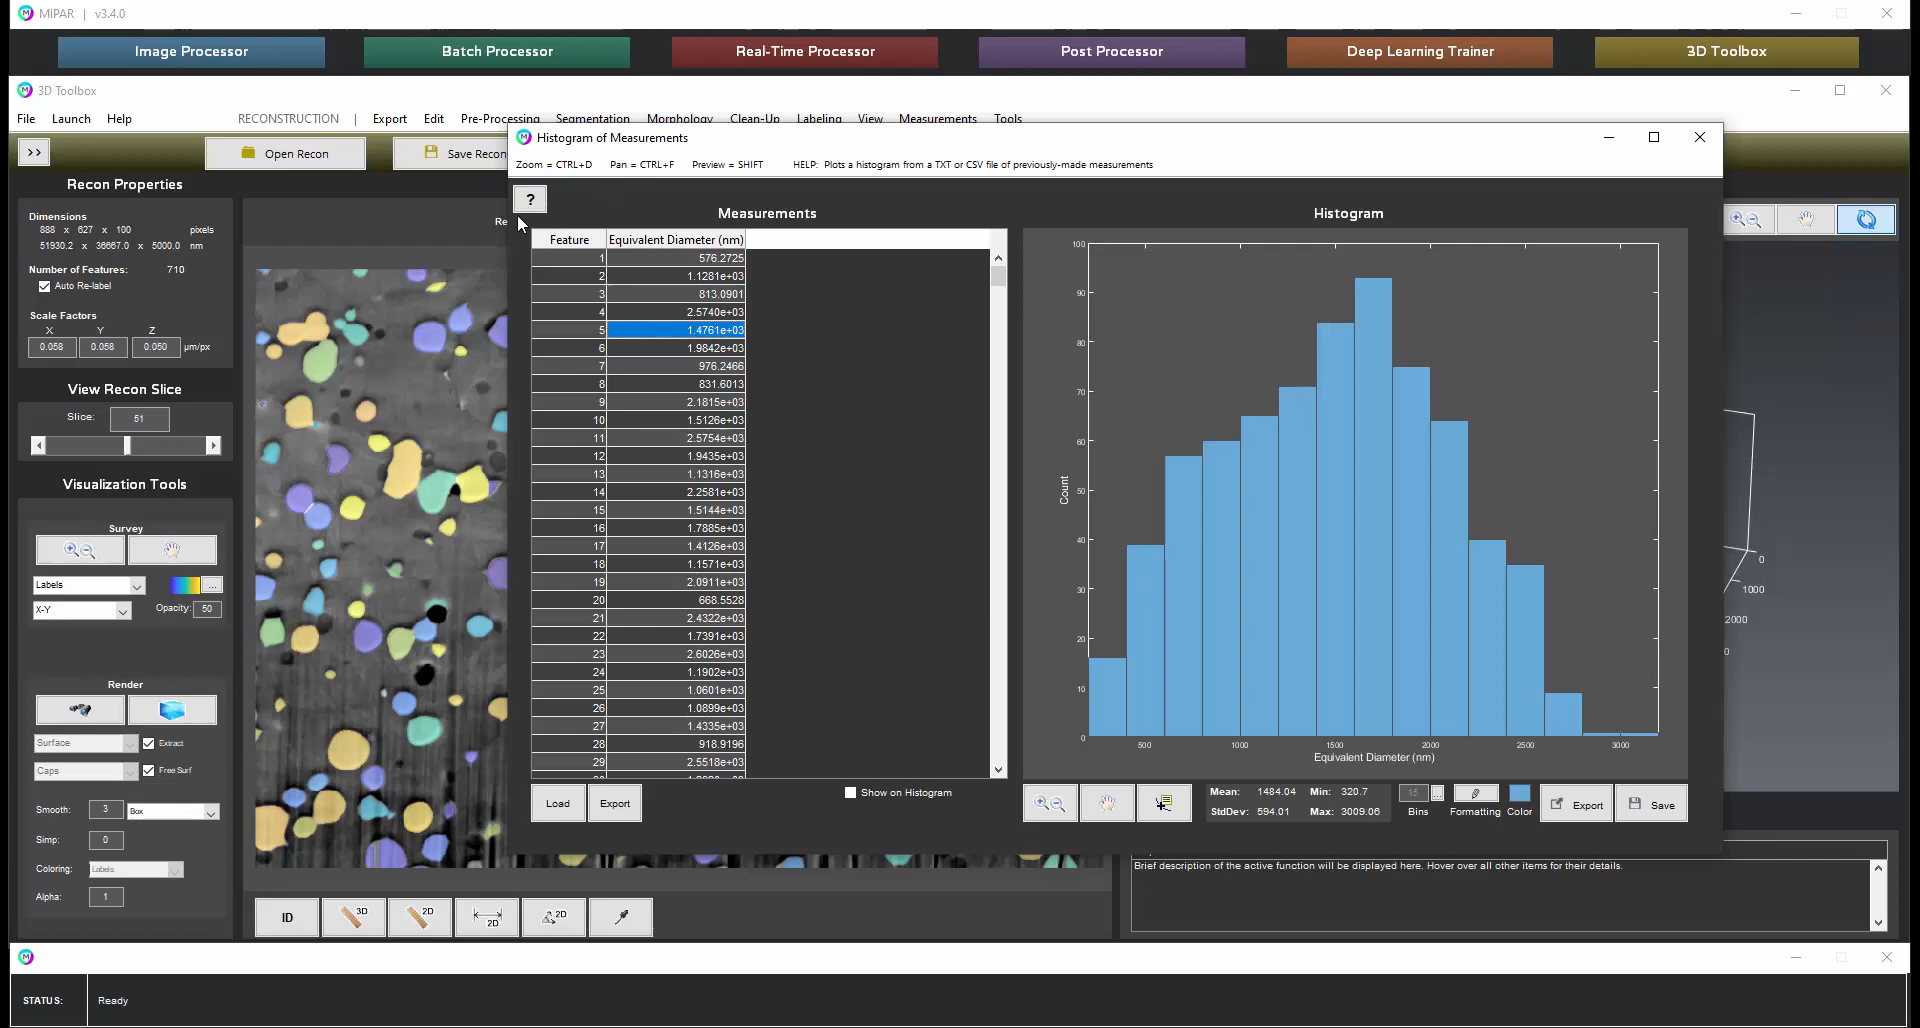 MIPAR | v3.4.0
Image Processor
Batch Processor
Real-Time Processor
Post Processor
Deep Learning Trainer
3D Toolbox
3D Toolbox
File Launch Help RECONSTRUCTION | Export Edit Pre-Processing Segmentation Morphology Clean-Up Labeling View Measurements Tools
>> Open Recon Save Recon
Recon Properties
Dimensions
888 x 627 x 100 pixels
51930.2 x 36667.0 x 5000.0 nm
Number of Features: 710
Auto Re-label
Scale Factors
X Y Z
0.058 0.058 0.050 µm/px
View Recon Slice
Slice: 51
Visualization Tools
Survey
Labels ...
X-Y Opacity: 50
Render
Surface Extract
Caps Free Surf
Smooth: 3 Box
Simp: 0
Coloring: Labels
Alpha: 1
Re
Histogram of Measurements
Zoom = CTRL+D Pan = CTRL+F Preview = SHIFT HELP: Plots a histogram from a TXT or CSV file of previously-made measurements
?
Measurements
Feature Equivalent Diameter (nm)
1 576.2725
2 1.1281e+03
3 813.0901
4 2.5740e+03
5 1.4761e+03
6 1.9842e+03
7 976.2466
8 831.6013
9 2.1815e+03
10 1.5126e+03
11 2.5754e+03
12 1.9435e+03
13 1.1316e+03
14 2.2581e+03
15 1.5144e+03
16 1.7885e+03
17 1.4126e+03
18 1.1571e+03
19 2.0911e+03
20 668.5528
21 2.4322e+03
22 1.7391e+03
23 2.6026e+03
24 1.1902e+03
25 1.0601e+03
26 1.0899e+03
27 1.4335e+03
28 918.9196
29 2.5518e+03
Load Export
Show on Histogram
Histogram
100
90
80
70
60
50
40
30
20
10
0
Count
500 1000 1500 2000 2500 3000
Equivalent Diameter (nm)
Mean: 1484.04 Min: 320.7
StdDev: 594.01 Max: 3009.06
15 ...
Bins Formatting Color
Export Save
0
1000
2000
0
Brief description of the active function will be displayed here. Hover over all other items for their details.
ID 3D 2D 2D 2D
STATUS: Ready